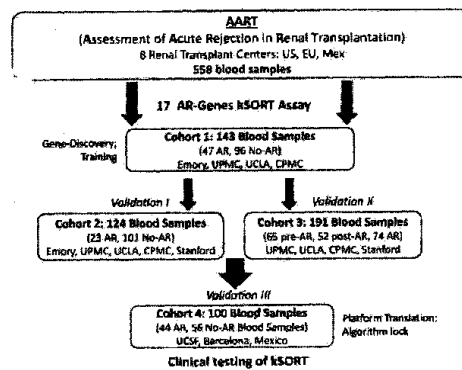 AART
(Assessment of Acute Rejection in Renal Transplantation)
8 Renal Transplant Centers: US, EU, Mex
558 blood samples
17 AR-Genes kSORT Assay
Gene-Discovery;
Training
Cohort 1: 143 Blood Samples
(47 AR, 96 No-AR)
Emory, UPMC, UCLA, CPMC
Validation I
Validation II
Cohort 2: 124 Blood Samples
(23 AR, 101 No-AR)
Emory, UPMC, UCLA, CPMC, Stanford
Cohort 3: 191 Blood Samples
(65 pre-AR, 52 post-AR, 74 AR)
UPMC, UCLA, CPMC, Stanford
Validation III
Cohort 4: 100 Blood Samples
(44 AR, 56 No-AR Blood Samples)
UCSF, Barcelona, Mexico
Platform Translation;
Algorithm lock
Clinical testing of kSORT